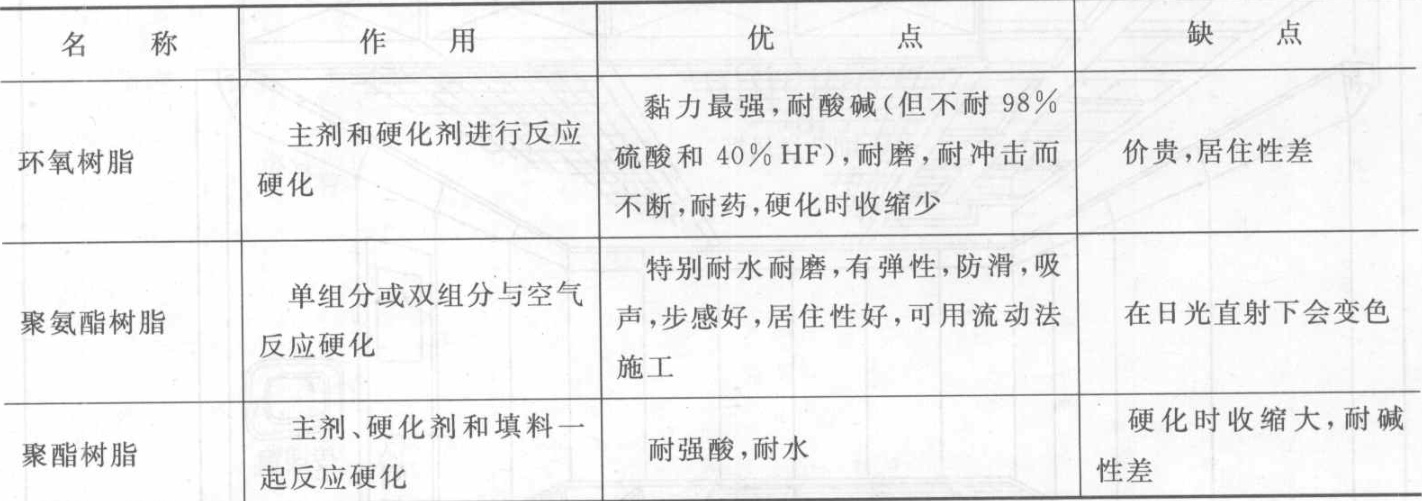 名 称
作 用
优 点
缺 点
环氧树脂
主剂和硬化剂进行反应
硬化
黏力最强,耐酸碱(但不耐 98%
硫酸和 40%HF),耐磨,耐冲击而
不断,耐药,硬化时收缩少
价贵,居住性差
聚氨酯树脂
单组分或双组分与空气
反应硬化
特别耐水耐磨,有弹性,防滑,吸
声,步感好,居住性好,可用流动法
施工
在日光直射下会变色
聚酯树脂
主剂、硬化剂和填料一
起反应硬化
耐强酸,耐水
硬化时收缩大,耐碱
性差